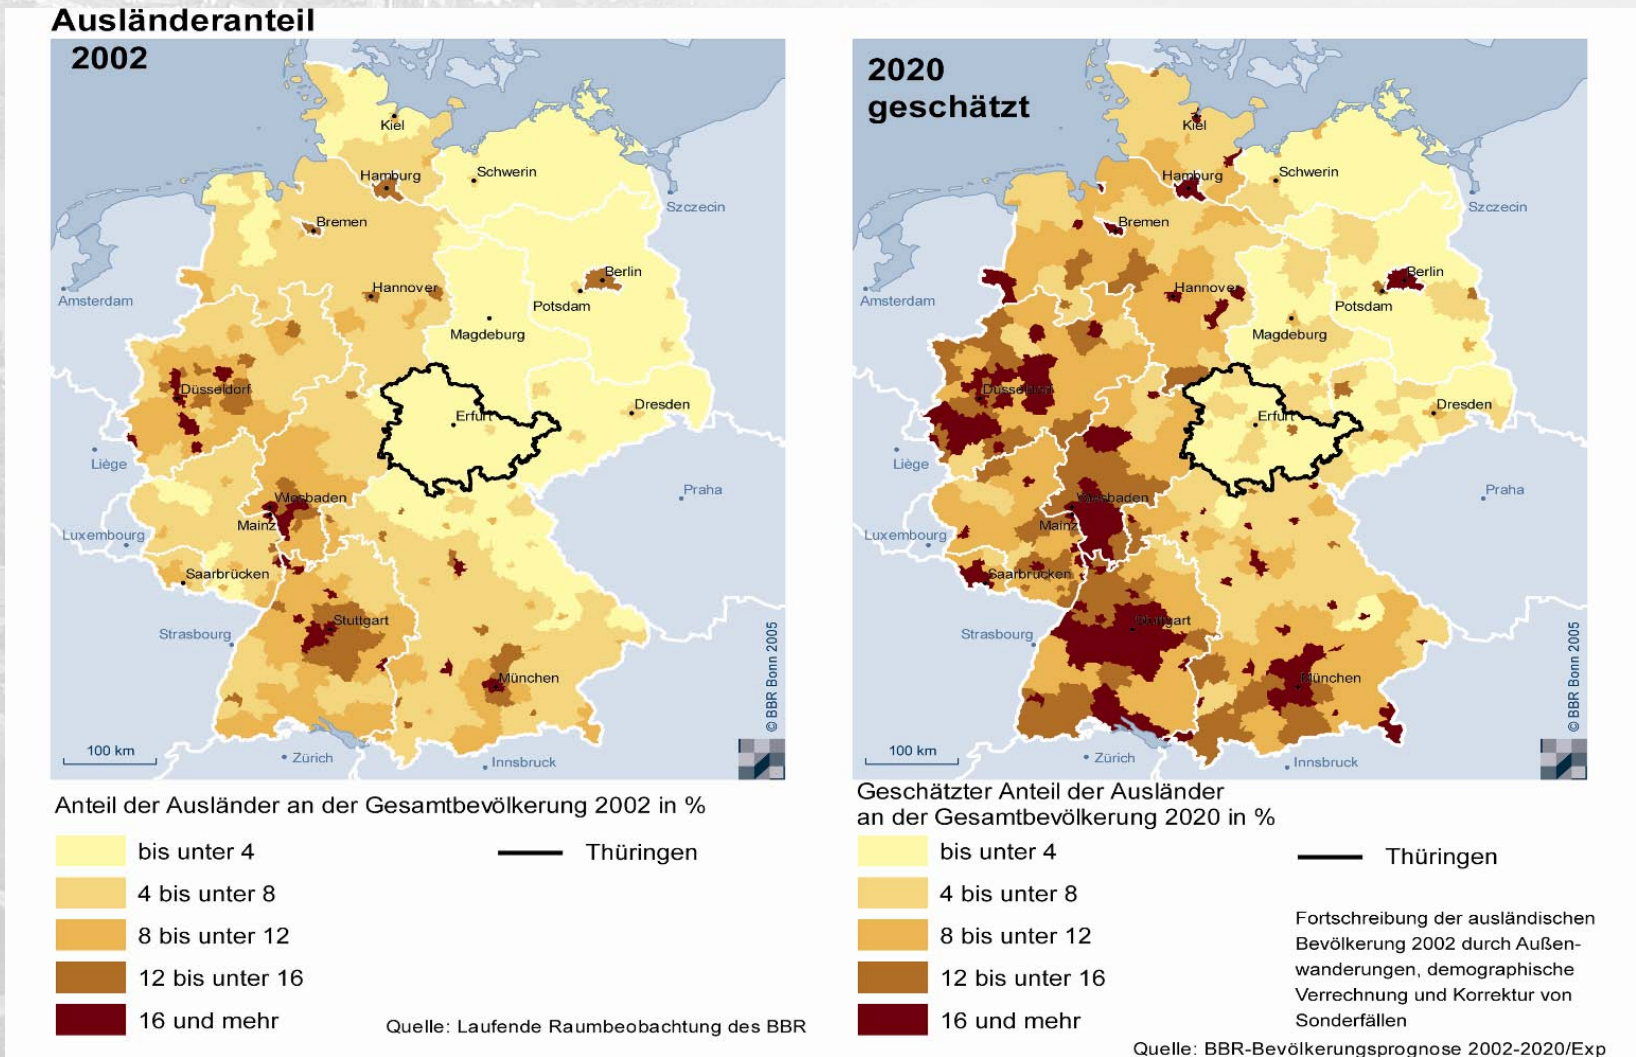 Ausländeranteil
2002
Kiel
Hamburg
Schwerin
Szczecin
Bremen
Berlin
Amsterdam
Hannover
Potsdam
Magdeburg
Düsseldorf
Erfurt
Dresden
Liège
Wiesbaden
Praha
Mainz
Luxembourg
Saarbrücken
Stuttgart
Strasbourg
München
100 km
Zürich
Innsbruck
© BBR Bonn 2005
Anteil der Ausländer an der Gesamtbevölkerung 2002 in %
bis unter 4
4 bis unter 8
8 bis unter 12
12 bis unter 16
16 und mehr
Thüringen
Quelle: Laufende Raumbeobachtung des BBR
2020
geschätzt
Kiel
Hamburg
Schwerin
Szczecin
Bremen
Berlin
Amsterdam
Hannover
Potsdam
Magdeburg
Düsseldorf
Erfurt
Dresden
Liège
Wiesbaden
Praha
Mainz
Luxembourg
Saarbrücken
Stuttgart
Strasbourg
München
100 km
Zürich
Innsbruck
© BBR Bonn 2005
Geschätzter Anteil der Ausländer
an der Gesamtbevölkerung 2020 in %
bis unter 4
4 bis unter 8
8 bis unter 12
12 bis unter 16
16 und mehr
Thüringen
Fortschreibung der ausländischen
Bevölkerung 2002 durch Außen-
wanderungen, demographische
Verrechnung und Korrektur von
Sonderfällen
Quelle: BBR-Bevölkerungsprognose 2002-2020/Exp